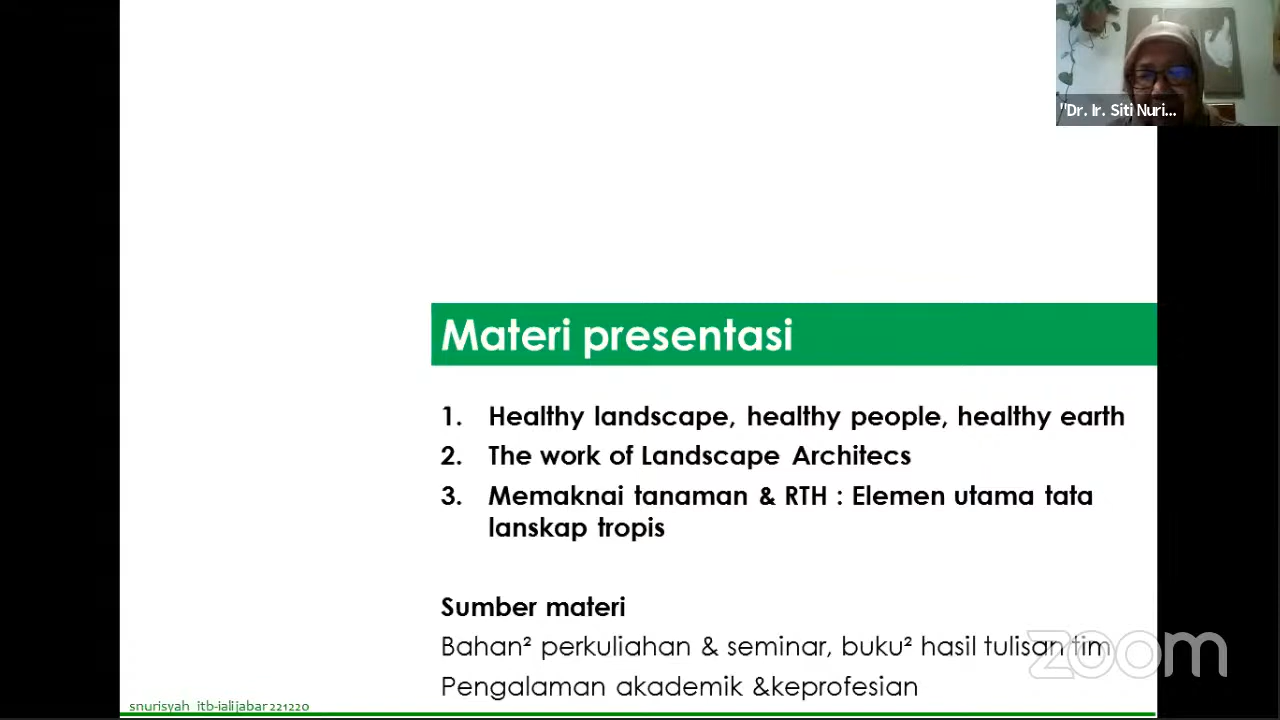 "Dr. Ir. Siti Nuri...
Materi presentasi
1. Healthy landscape, healthy people, healthy earth
2. The work of Landscape Architecs
3. Memaknai tanaman & RTH : Elemen utama tata
lanskap tropis
Sumber materi
Bahan² perkuliahan & seminar, buku² hasil tulisan tim
Pengalaman akademik &keprofesian
zoom
snurisyah itb-iali jabar 221220